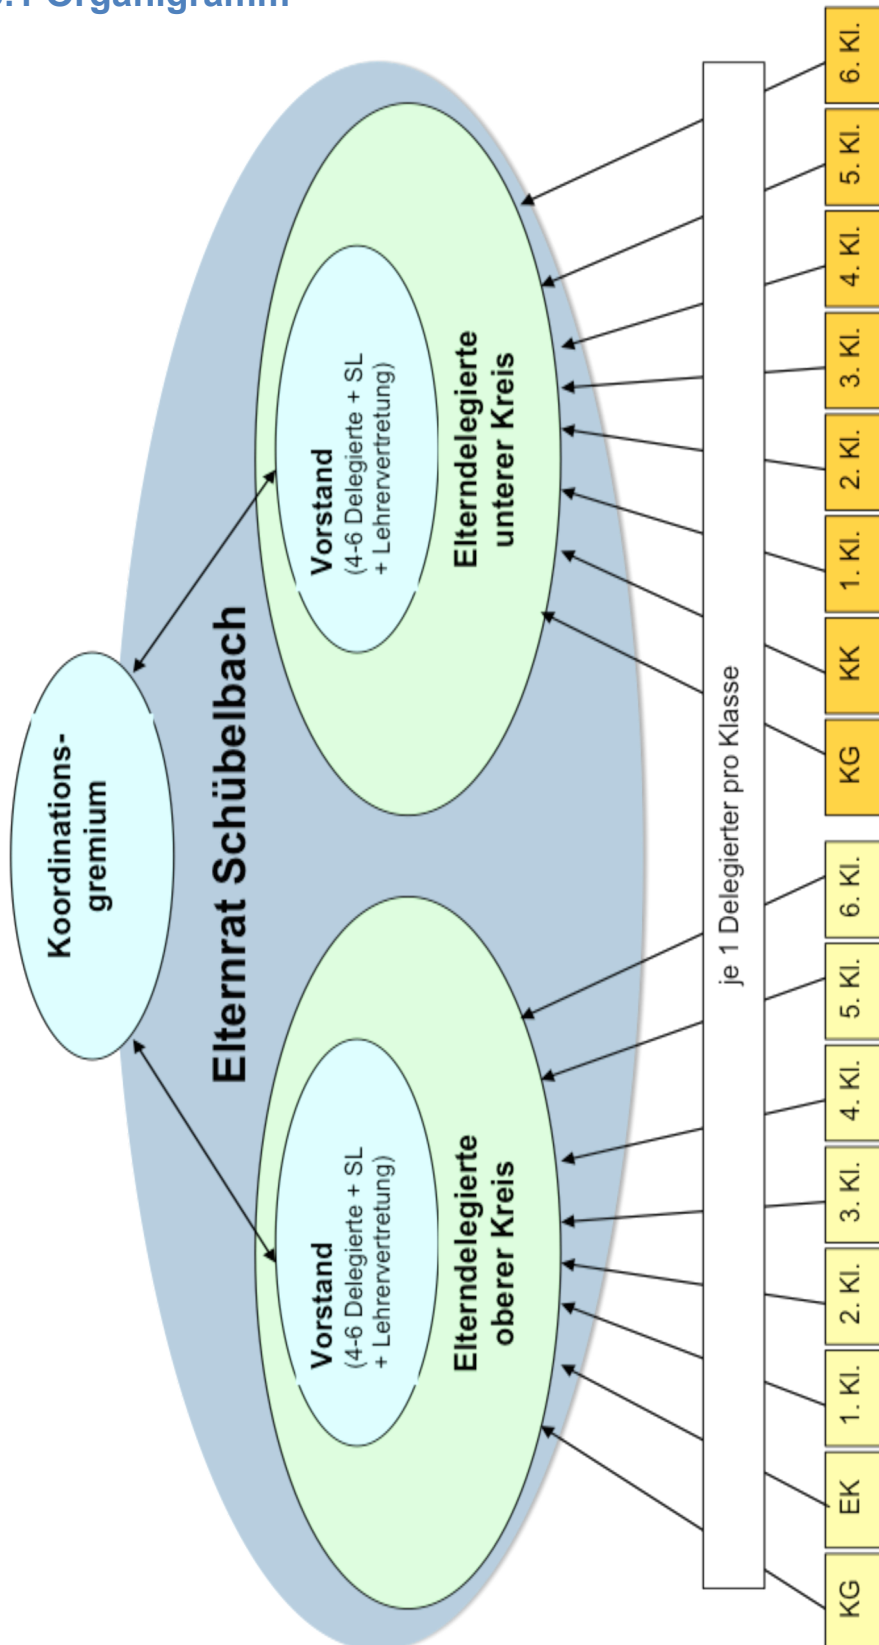 Organigramm
Koordinations-
gremium
Elternrat Schübelbach
Vorstand
(4-6 Delegierte + SL
+ Lehrervertretung)
Elterndelegierte
oberer Kreis
Vorstand
(4-6 Delegierte + SL
+ Lehrervertretung)
Elterndelegierte
unterer Kreis
je 1 Delegierter pro Klasse
KG
EK
1. Kl.
2. Kl.
3. Kl.
4. Kl.
5. Kl.
6. Kl.
KG
KK
1. Kl.
2. Kl.
3. Kl.
4. Kl.
5. Kl.
6. Kl.